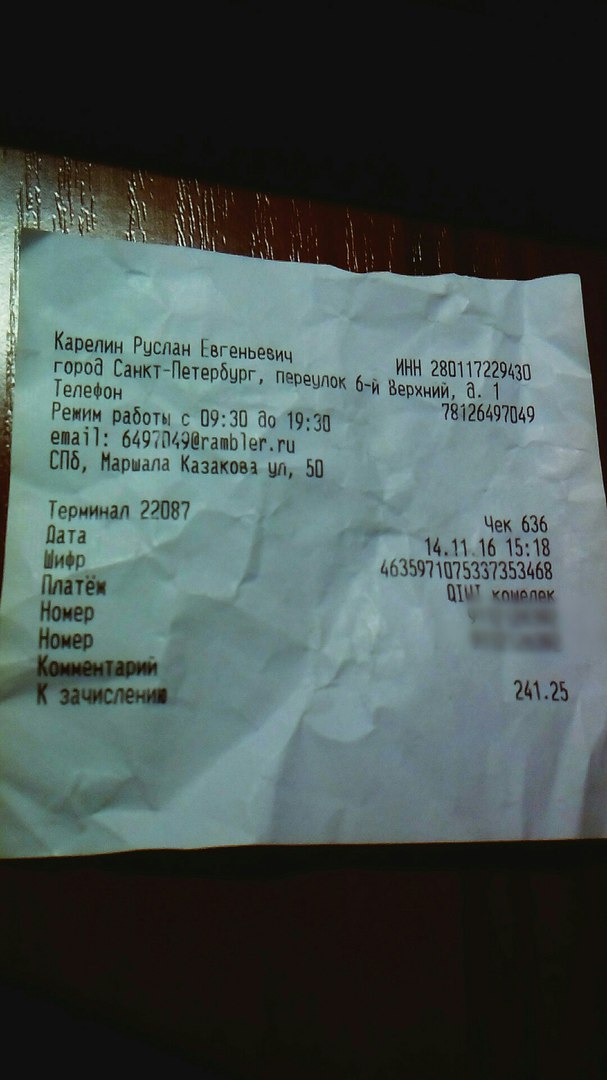 Карелин Руслан Евгеньевич
ИНН 280117229430
город Санкт-Петербург, переулок 6-й Верхний, д. 1
Телефон 78126497049
Режим работы с 09:30 до 19:30
email: 6497049@rambler.ru
СПб, Маршала Казакова ул, 50
Терминал 22087 Чек 636
Дата 14.11.16 15:18
Шифр 4635971075337353468
Платёж QIWI кошелек
Номер
Номер
Комментарий
К зачислению 241.25